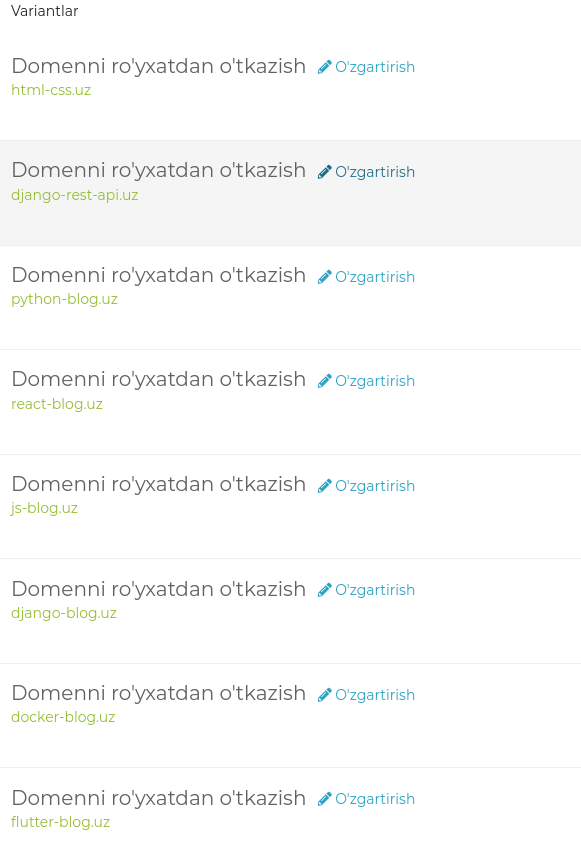 Variantlar
Domenni ro'yxatdan o'tkazish O'zgartirish
html-css.uz
Domenni ro'yxatdan o'tkazish O'zgartirish
django-rest-api.uz
Domenni ro'yxatdan o'tkazish O'zgartirish
python-blog.uz
Domenni ro'yxatdan o'tkazish O'zgartirish
react-blog.uz
Domenni ro'yxatdan o'tkazish O'zgartirish
js-blog.uz
Domenni ro'yxatdan o'tkazish O'zgartirish
django-blog.uz
Domenni ro'yxatdan o'tkazish O'zgartirish
docker-blog.uz
Domenni ro'yxatdan o'tkazish O'zgartirish
flutter-blog.uz